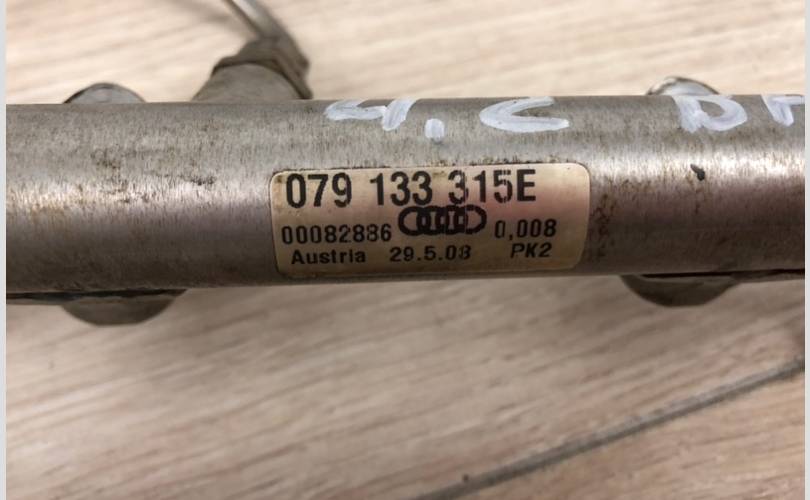 4.2
079 133 315E
00082886 0,008
Austria 29.5.08 PK2